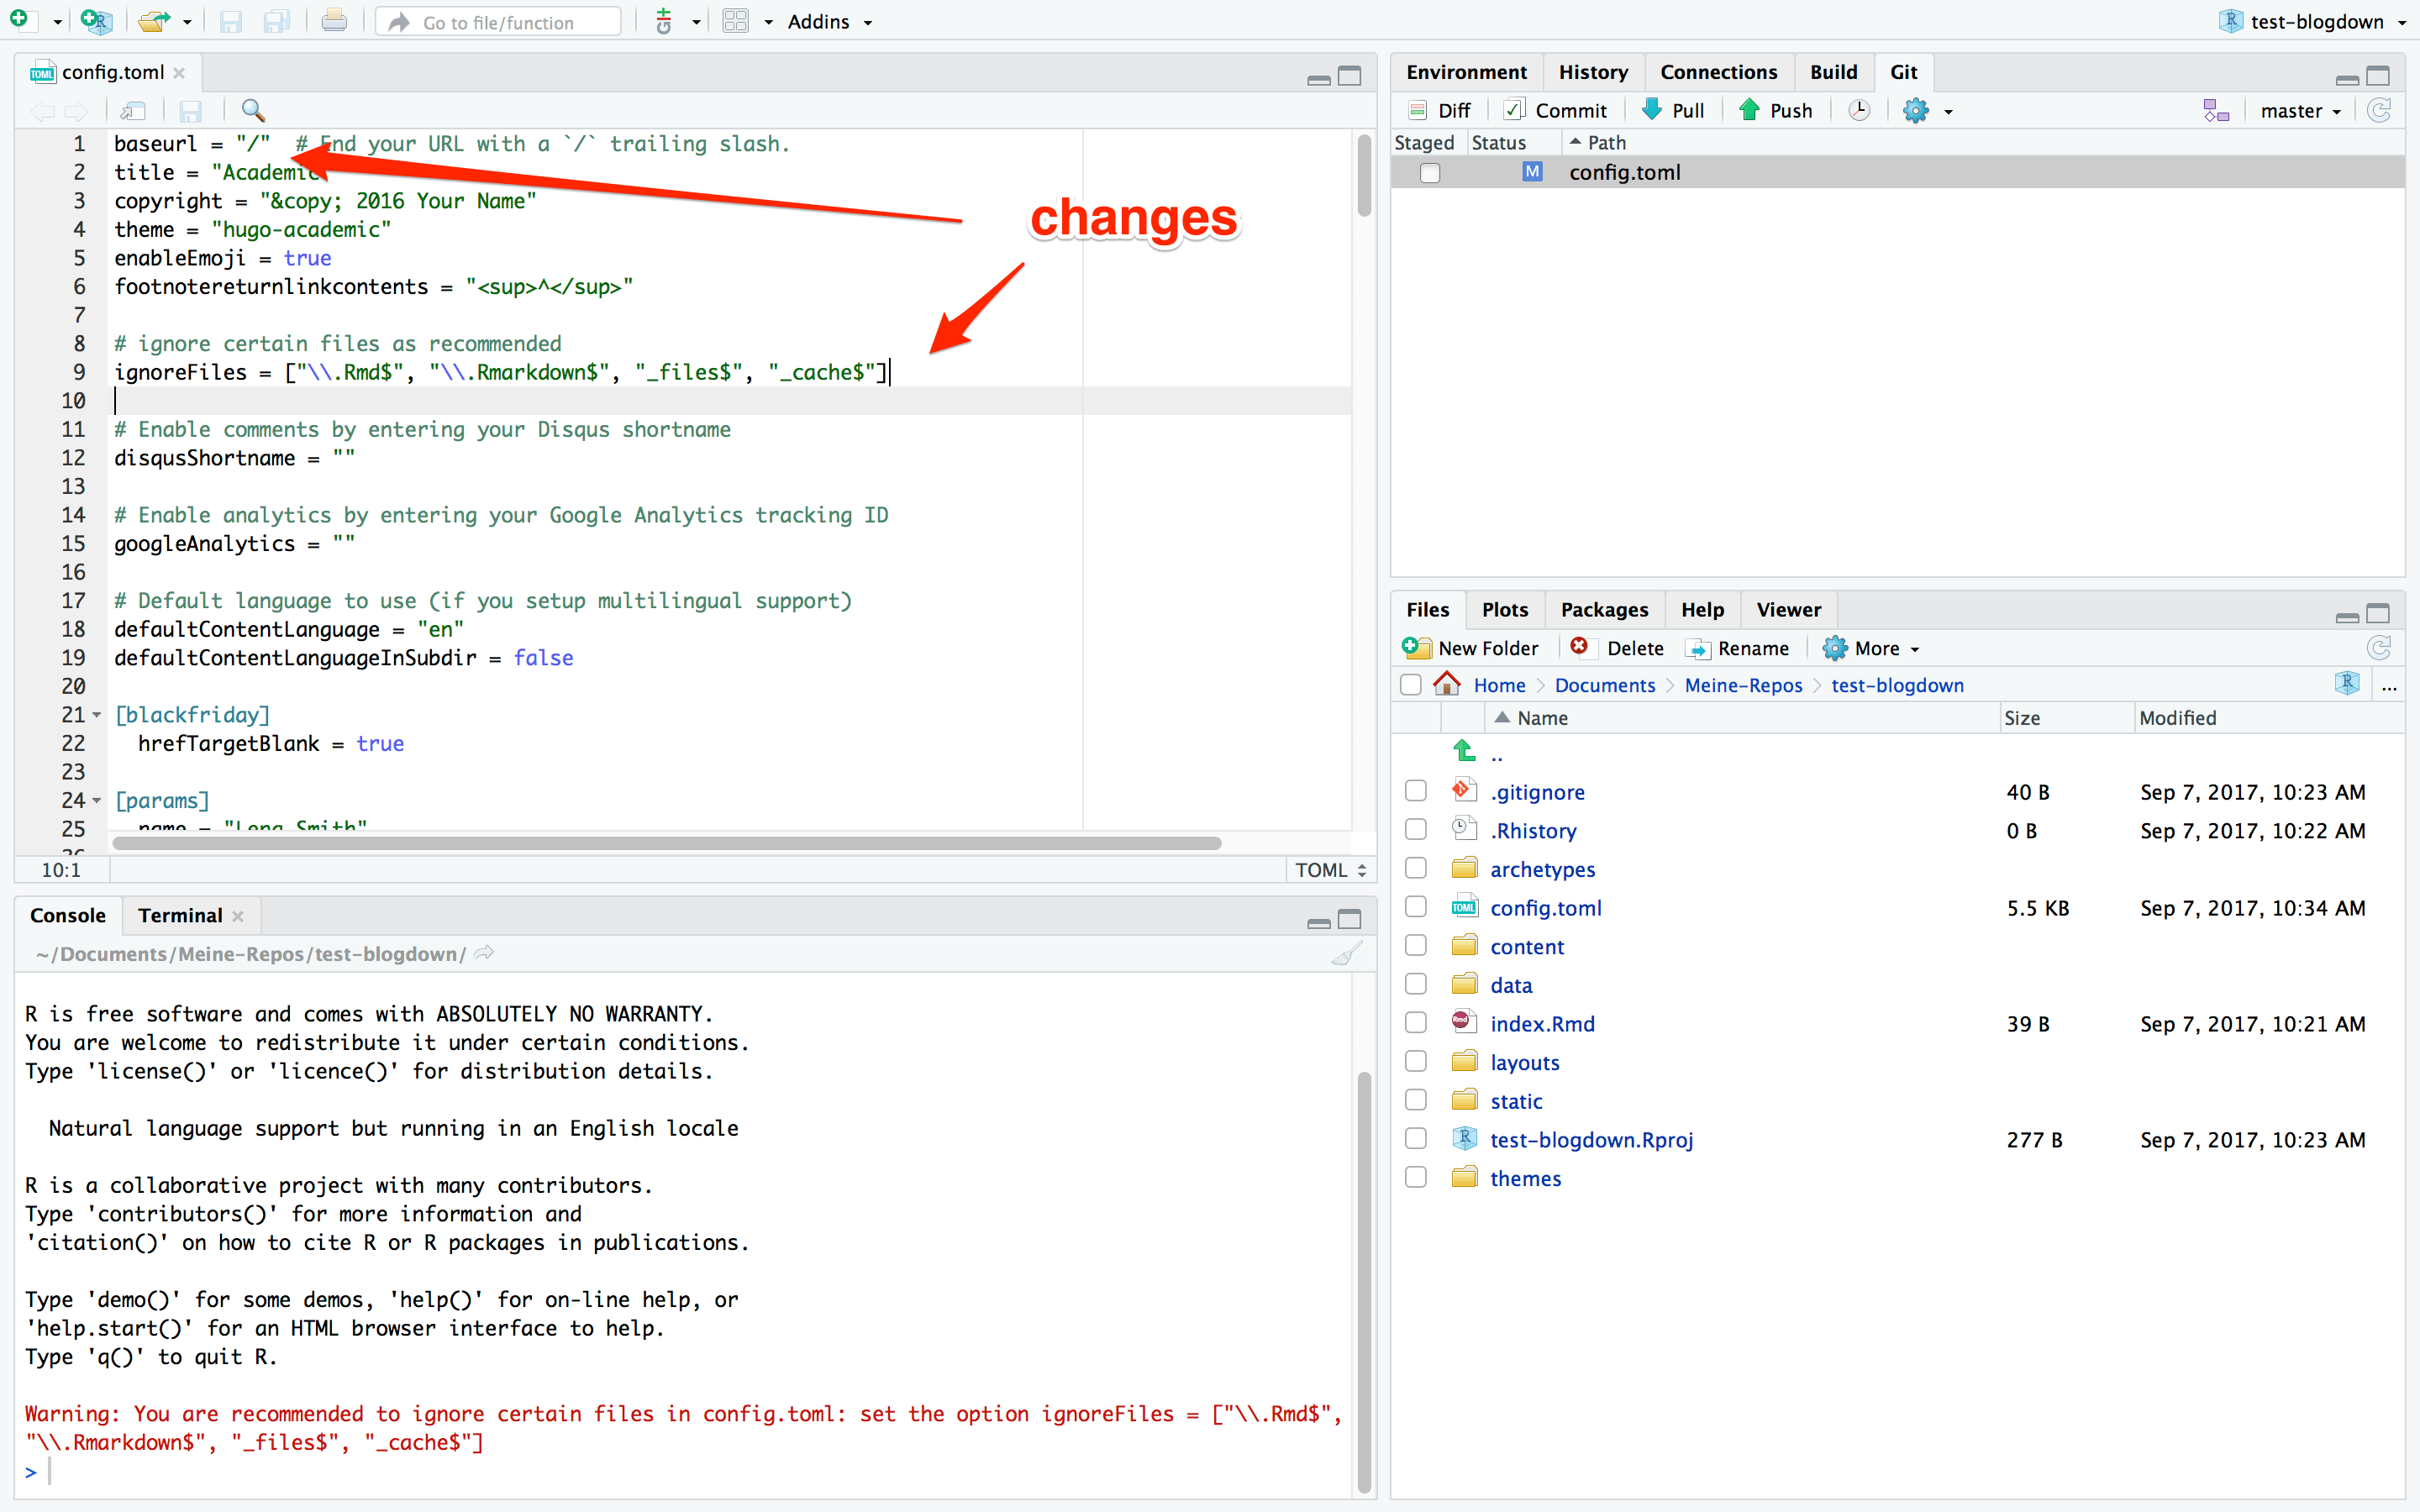 Go to file/function
Addins
test-blogdown
config.toml
1 baseurl = "/"  # End your URL with a `/` trailing slash.
2 title = "Academic
3 copyright = "&copy; 2016 Your Name"
4 theme = "hugo-academic"
5 enableEmoji = true
6 footnotereturnlinkcontents = "<sup>^</sup>"
7
8 # ignore certain files as recommended
9 ignoreFiles = ["\\.Rmd$", "\\.Rmarkdown$", "_files$", "_cache$"]
10
11 # Enable comments by entering your Disqus shortname
12 disqusShortname = ""
13
14 # Enable analytics by entering your Google Analytics tracking ID
15 googleAnalytics = ""
16
17 # Default language to use (if you setup multilingual support)
18 defaultContentLanguage = "en"
19 defaultContentLanguageInSubdir = false
20
21 [blackfriday]
22   hrefTargetBlank = true
23
24 [params]
25   name = "Lena Smith"
changes
10:1
TOML
Console Terminal
~/Documents/Meine-Repos/test-blogdown/
R is free software and comes with ABSOLUTELY NO WARRANTY.
You are welcome to redistribute it under certain conditions.
Type 'license()' or 'licence()' for distribution details.
Natural language support but running in an English locale
R is a collaborative project with many contributors.
Type 'contributors()' for more information and
'citation()' on how to cite R or R packages in publications.
Type 'demo()' for some demos, 'help()' for on-line help, or
'help.start()' for an HTML browser interface to help.
Type 'q()' to quit R.
Warning: You are recommended to ignore certain files in config.toml: set the option ignoreFiles = ["\\.Rmd$",
"\\.Rmarkdown$", "_files$", "_cache$"]
>
Environment History Connections Build Git
Diff Commit Pull Push master
Staged Status Path
M config.toml
Files Plots Packages Help Viewer
New Folder Delete Rename More
Home Documents Meine-Repos test-blogdown ...
Name Size Modified
..
.gitignore 40 B Sep 7, 2017, 10:23 AM
.Rhistory 0 B Sep 7, 2017, 10:22 AM
archetypes
TOML config.toml 5.5 KB Sep 7, 2017, 10:34 AM
content
data
index.Rmd 39 B Sep 7, 2017, 10:21 AM
layouts
static
test-blogdown.Rproj 277 B Sep 7, 2017, 10:23 AM
themes